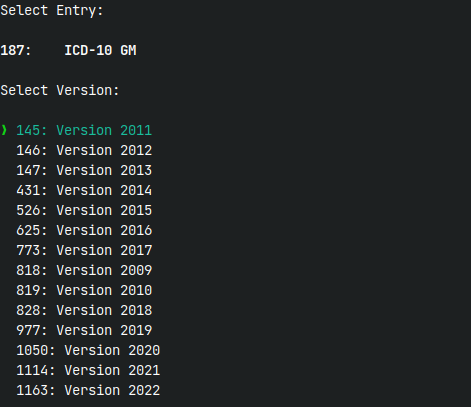 Select Entry:
187:    ICD-10 GM
Select Version:
❯ 145: Version 2011
146: Version 2012
147: Version 2013
431: Version 2014
526: Version 2015
625: Version 2016
773: Version 2017
818: Version 2009
819: Version 2010
828: Version 2018
977: Version 2019
1050: Version 2020
1114: Version 2021
1163: Version 2022